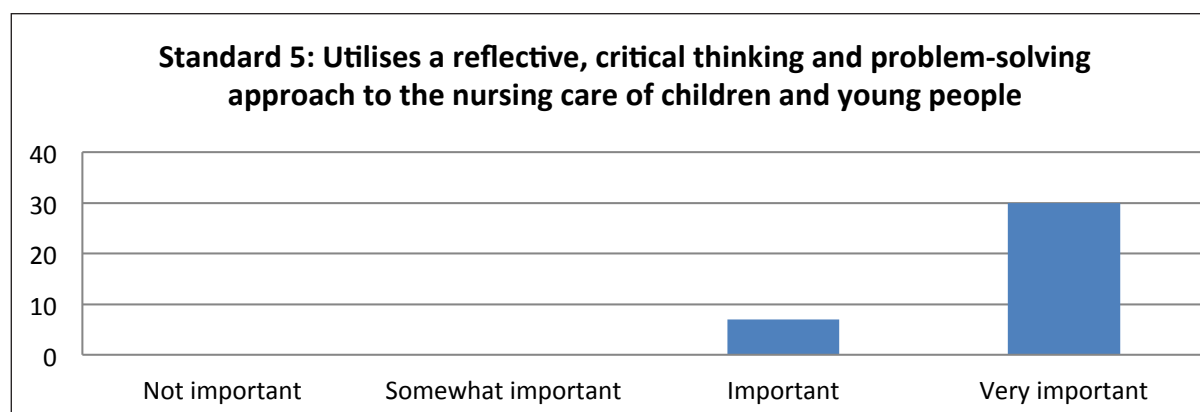 Standard 5: Utilises a reflective, critical thinking and problem-solving
approach to the nursing care of children and young people
40
30
20
10
0
Not important Somewhat important Important Very important